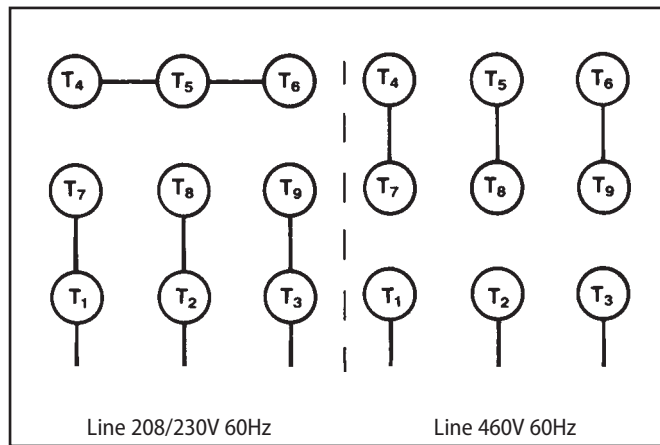 T₄ T₅ T₆ T₄ T₅ T₆
T₇ T₈ T₉ T₇ T₈ T₉
T₁ T₂ T₃ T₁ T₂ T₃
Line 208/230V 60Hz Line 460V 60Hz